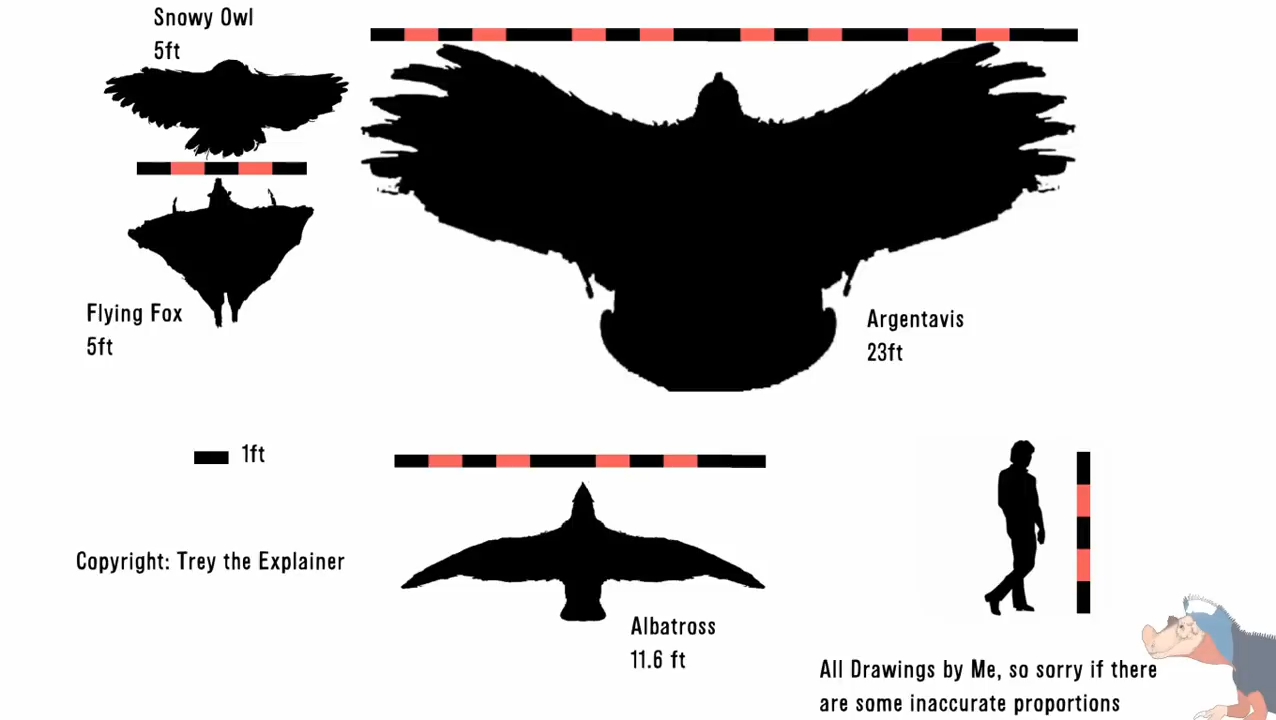 Snowy Owl
5ft
Flying Fox
5ft
Argentavis
23ft
1ft
Copyright: Trey the Explainer
Albatross
11.6 ft
All Drawings by Me, so sorry if there
are some inaccurate proportions